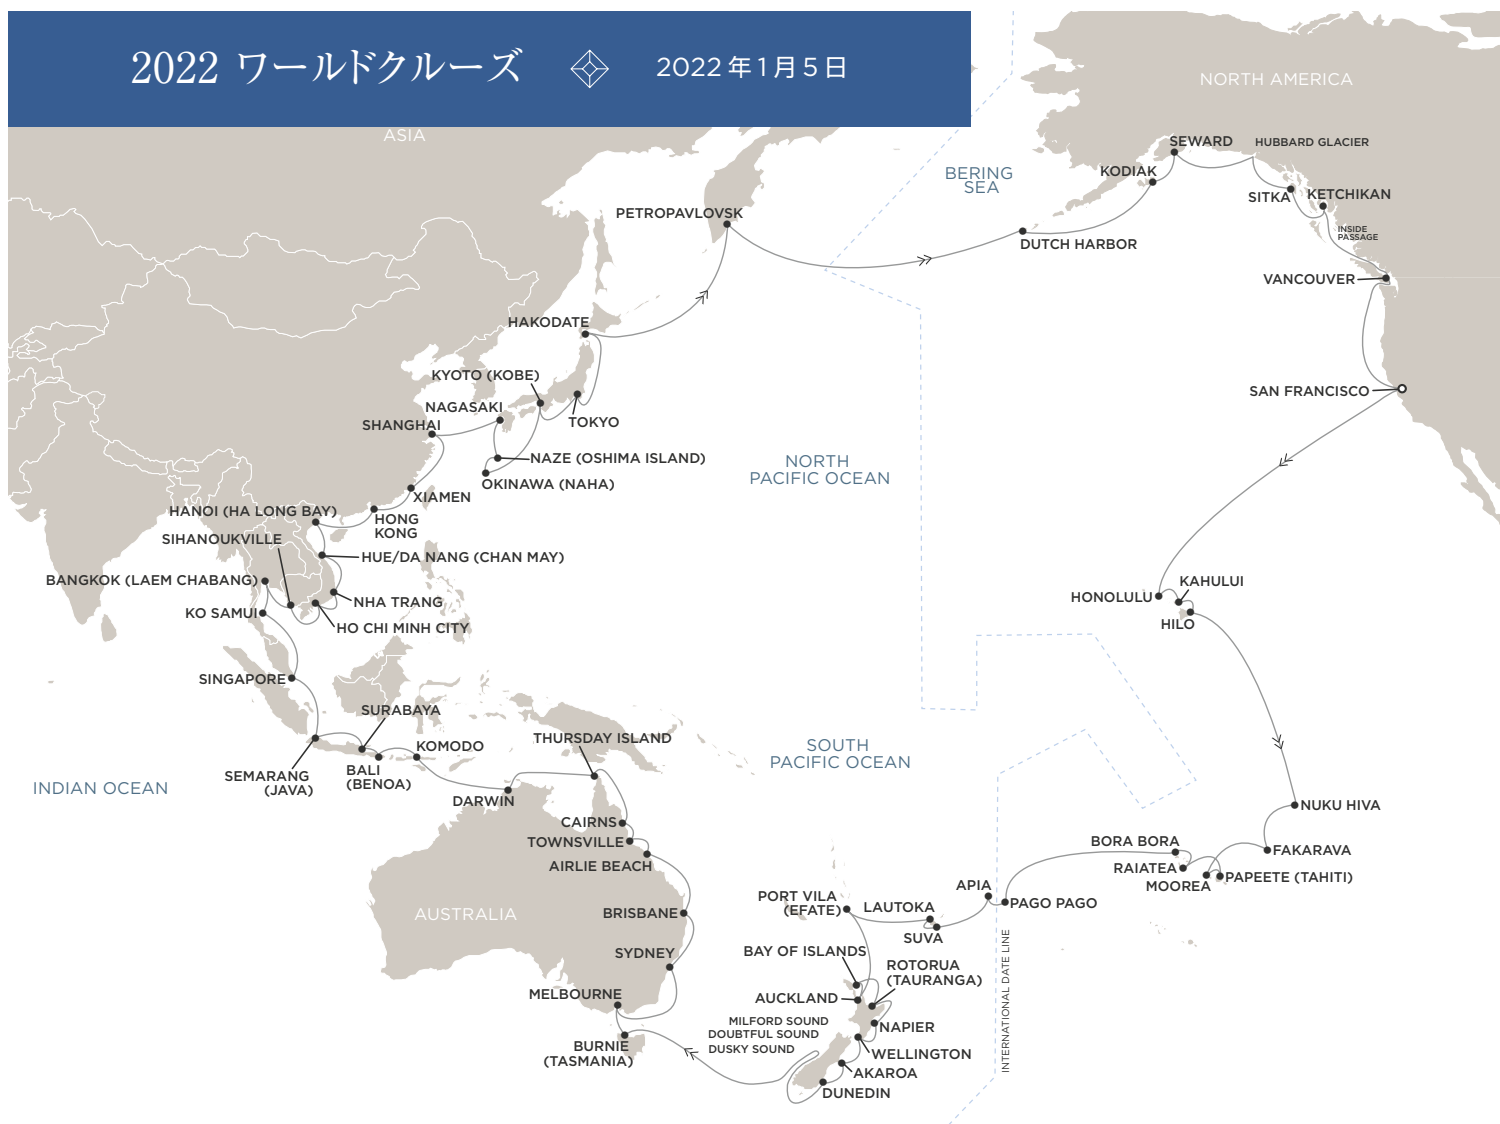 2022 ワールドクルーズ
2022年1月5日
ASIA
NORTH AMERICA
BERING
SEA
SEWARD
HUBBARD GLACIER
KODIAK
SITKA
KETCHIKAN
INSIDE
PASSAGE
PETROPAVLOVSK
DUTCH HARBOR
VANCOUVER
HAKODATE
KYOTO (KOBE)
SAN FRANCISCO
NAGASAKI
SHANGHAI
TOKYO
NAZE (OSHIMA ISLAND)
OKINAWA (NAHA)
NORTH
PACIFIC OCEAN
XIAMEN
HANOI (HA LONG BAY)
HONG
KONG
SIHANOUKVILLE
HUE/DA NANG (CHAN MAY)
BANGKOK (LAEM CHABANG)
NHA TRANG
KO SAMUI
HO CHI MINH CITY
KAHULUI
HONOLULU
HILO
SINGAPORE
SURABAYA
KOMODO
THURSDAY ISLAND
SOUTH
PACIFIC OCEAN
SEMARANG
(JAVA)
BALI
(BENOA)
INDIAN OCEAN
DARWIN
NUKU HIVA
CAIRNS
TOWNSVILLE
AIRLIE BEACH
BORA BORA
FAKARAVA
RAIATEA
MOOREA
PAPEETE (TAHITI)
APIA
PAGO PAGO
PORT VILA
(EFATE)
LAUTOKA
SUVA
AUSTRALIA
BRISBANE
SYDNEY
BAY OF ISLANDS
ROTORUA
(TAURANGA)
MELBOURNE
AUCKLAND
INTERNATIONAL DATE LINE
MILFORD SOUND
DOUBTFUL SOUND
DUSKY SOUND
NAPIER
BURNIE
(TASMANIA)
WELLINGTON
AKAROA
DUNEDIN